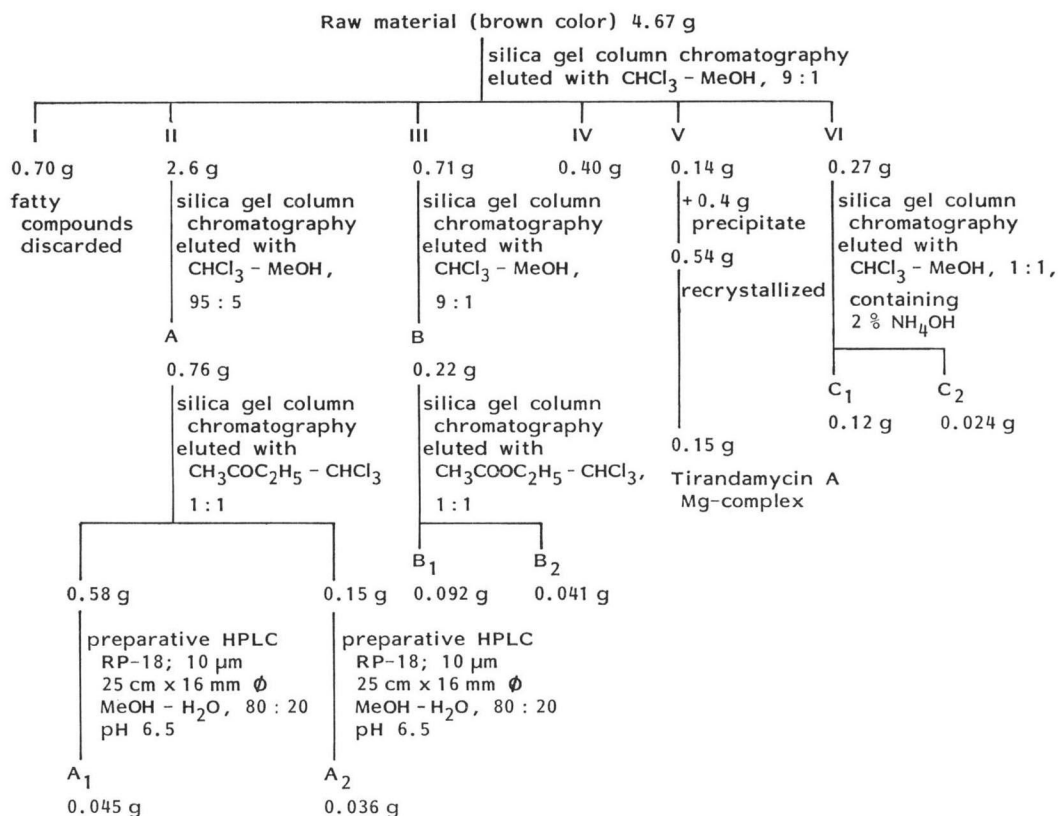 Raw material (brown color) 4.67 g
silica gel column chromatography
eluted with CHCl₃ – MeOH, 9 : 1
I II III IV V VI
0.70 g 2.6 g 0.71 g 0.40 g 0.14 g 0.27 g
fatty
compounds
discarded
silica gel column
chromatography
eluted with
CHCl₃ – MeOH,
95 : 5
silica gel column
chromatography
eluted with
CHCl₃ – MeOH,
9 : 1
+ 0.4 g
precipitate
0.54 g
recrystallized
silica gel column
chromatography
eluted with
CHCl₃ – MeOH, 1 : 1,
containing
2 % NH₄OH
A B
0.76 g 0.22 g
C₁ C₂
0.12 g 0.024 g
silica gel column
chromatography
eluted with
CH₃COC₂H₅ – CHCl₃
1 : 1
silica gel column
chromatography
eluted with
CH₃COOC₂H₅ – CHCl₃,
1 : 1
0.15 g
Tirandamycin A
Mg-complex
B₁ B₂
0.58 g 0.15 g 0.092 g 0.041 g
preparative HPLC
RP-18; 10 µm
25 cm x 16 mm Ø
MeOH – H₂O, 80 : 20
pH 6.5
preparative HPLC
RP-18; 10 µm
25 cm x 16 mm Ø
MeOH – H₂O, 80 : 20
pH 6.5
A₁ A₂
0.045 g 0.036 g